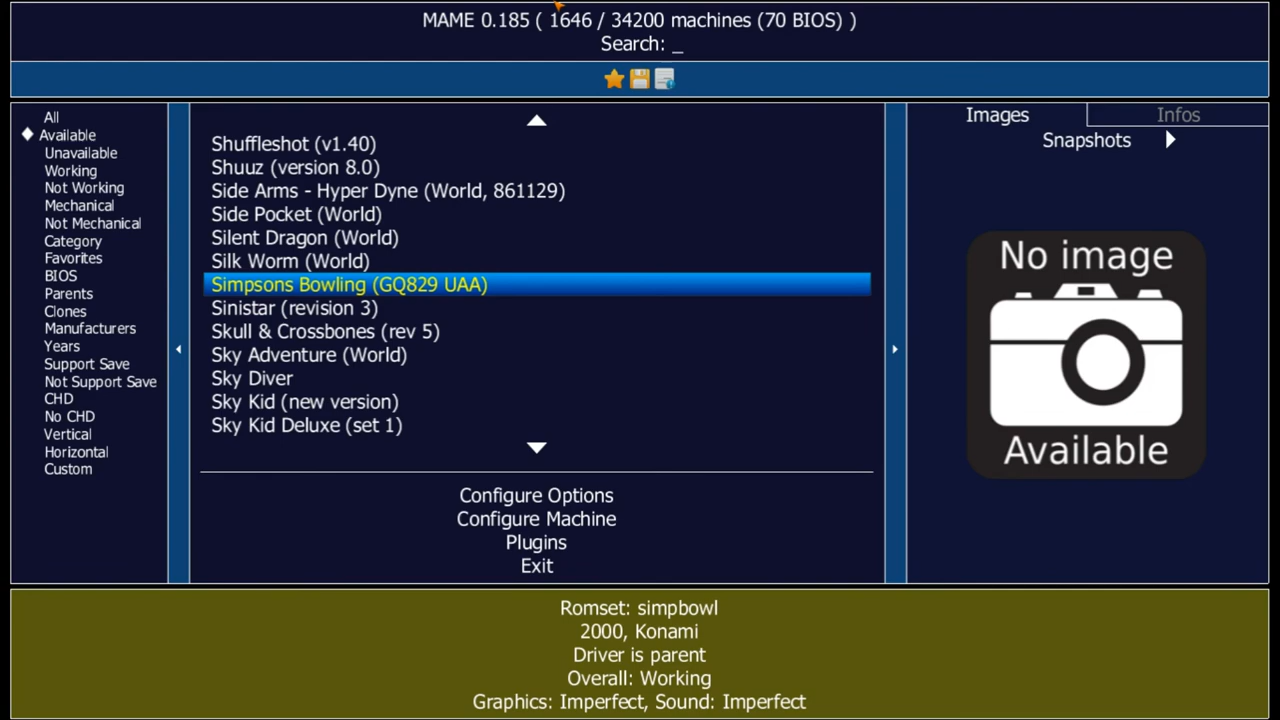 MAME 0.185 ( 1646 / 34200 machines (70 BIOS) )
Search: _
All
Available
Unavailable
Working
Not Working
Mechanical
Not Mechanical
Category
Favorites
BIOS
Parents
Clones
Manufacturers
Years
Support Save
Not Support Save
CHD
No CHD
Vertical
Horizontal
Custom
Shuffleshot (v1.40)
Shuuz (version 8.0)
Side Arms - Hyper Dyne (World, 861129)
Side Pocket (World)
Silent Dragon (World)
Silk Worm (World)
Simpsons Bowling (GQ829 UAA)
Sinistar (revision 3)
Skull & Crossbones (rev 5)
Sky Adventure (World)
Sky Diver
Sky Kid (new version)
Sky Kid Deluxe (set 1)
Configure Options
Configure Machine
Plugins
Exit
Images Infos
Snapshots
No image
Available
Romset: simpbowl
2000, Konami
Driver is parent
Overall: Working
Graphics: Imperfect, Sound: Imperfect